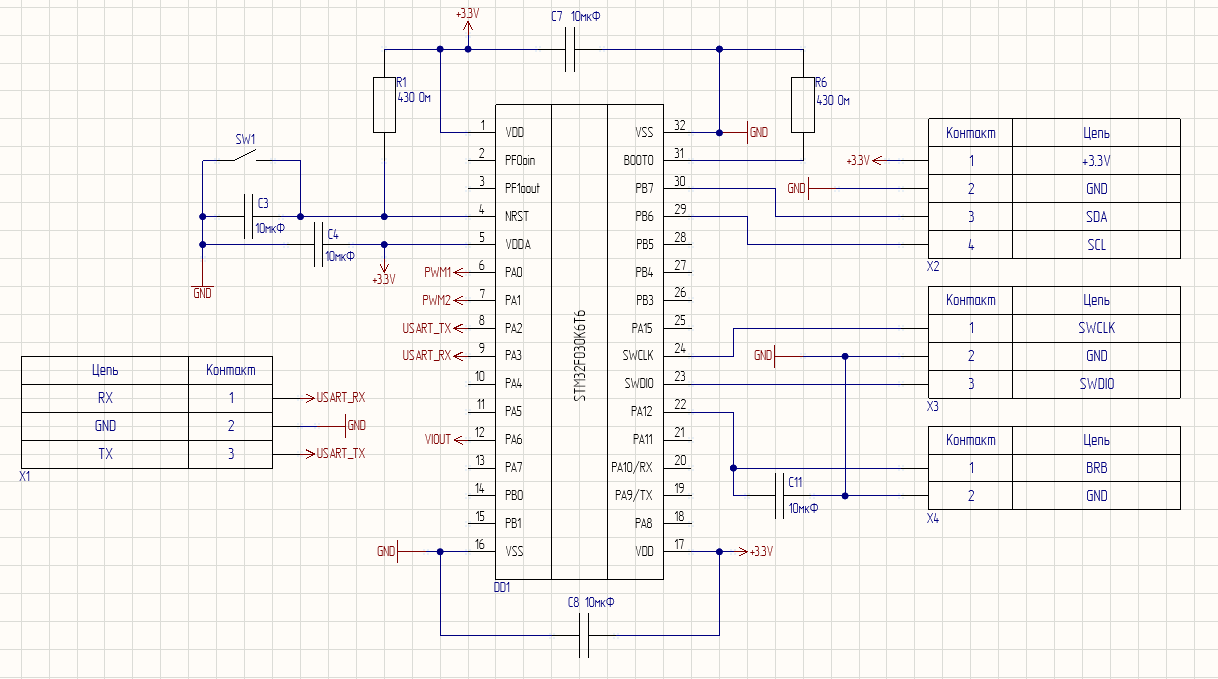 +3.3V
C7 10мкФ
R1
430 Ом
R6
430 Ом
SW1
C3
10мкФ
C4
10мкФ
+3.3V
GND
1 VDD
2 PF0oin
3 PF1oout
4 NRST
5 VDDA
PWM1 6 PA0
PWM2 7 PA1
USART_TX 8 PA2
USART_RX 9 PA3
10 PA4
11 PA5
VIOUT 12 PA6
13 PA7
14 PB0
15 PB1
GND 16 VSS
STM32F030K6T6
VSS 32 GND
BOOT0 31
PB7 30
PB6 29
PB5 28
PB4 27
PB3 26
PA15 25
SWCLK 24
SWDIO 23
PA12 22
PA11 21
PA10/RX 20
PA9/TX 19
PA8 18
VDD 17 +3.3V
DD1
C8 10мкФ
Цепь Контакт
RX 1 USART_RX
GND 2 GND
TX 3 USART_TX
X1
Контакт Цепь
+3.3V 1 +3.3V
GND 2 GND
3 SDA
4 SCL
X2
Контакт Цепь
1 SWCLK
GND 2 GND
3 SWDIO
X3
Контакт Цепь
1 BRB
2 GND
X4
C11
10мкФ